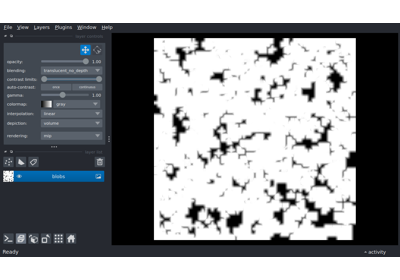 File View Layers Plugins Window Help
opacity: 1.00
blending: translucent_no_depth
contrast limits:
auto-contrast: once continuous
gamma: 1.00
colormap: gray
interpolation: linear
depiction: volume
rendering: mip
blobs
Ready
activity